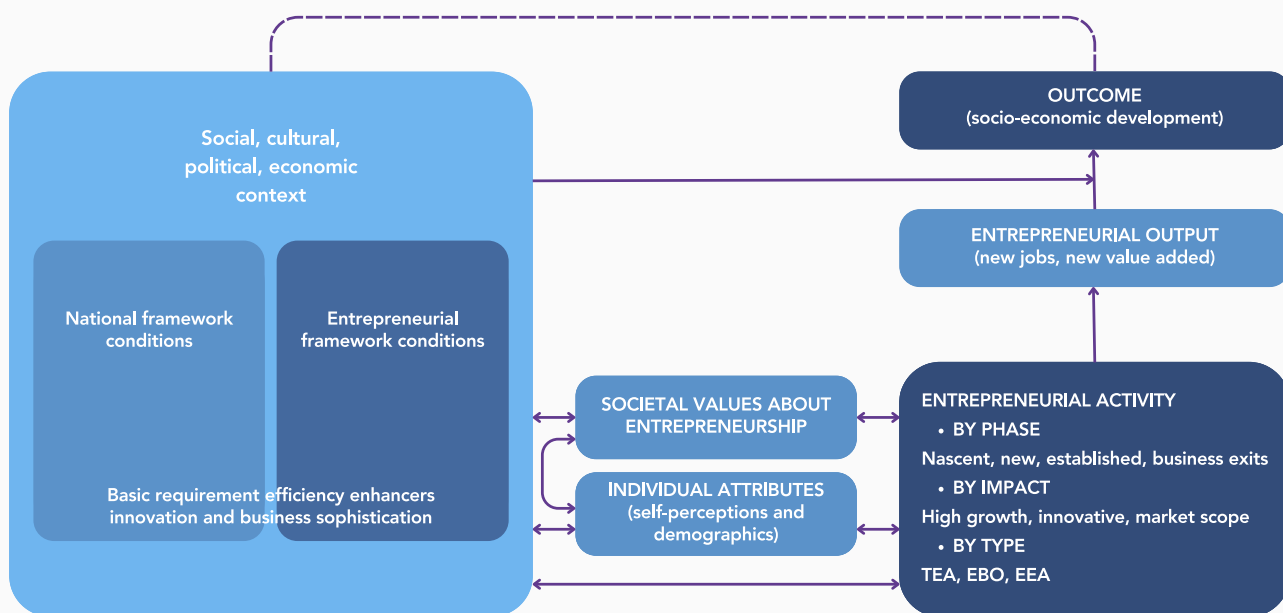 Social, cultural,
political, economic
context
National framework
conditions
Entrepreneurial
framework conditions
Basic requirement efficiency enhancers
innovation and business sophistication
SOCIETAL VALUES ABOUT
ENTREPRENEURSHIP
INDIVIDUAL ATTRIBUTES
(self-perceptions and
demographics)
OUTCOME
(socio-economic development)
ENTREPRENEURIAL OUTPUT
(new jobs, new value added)
ENTREPRENEURIAL ACTIVITY
• BY PHASE
Nascent, new, established, business exits
• BY IMPACT
High growth, innovative, market scope
• BY TYPE
TEA, EBO, EEA